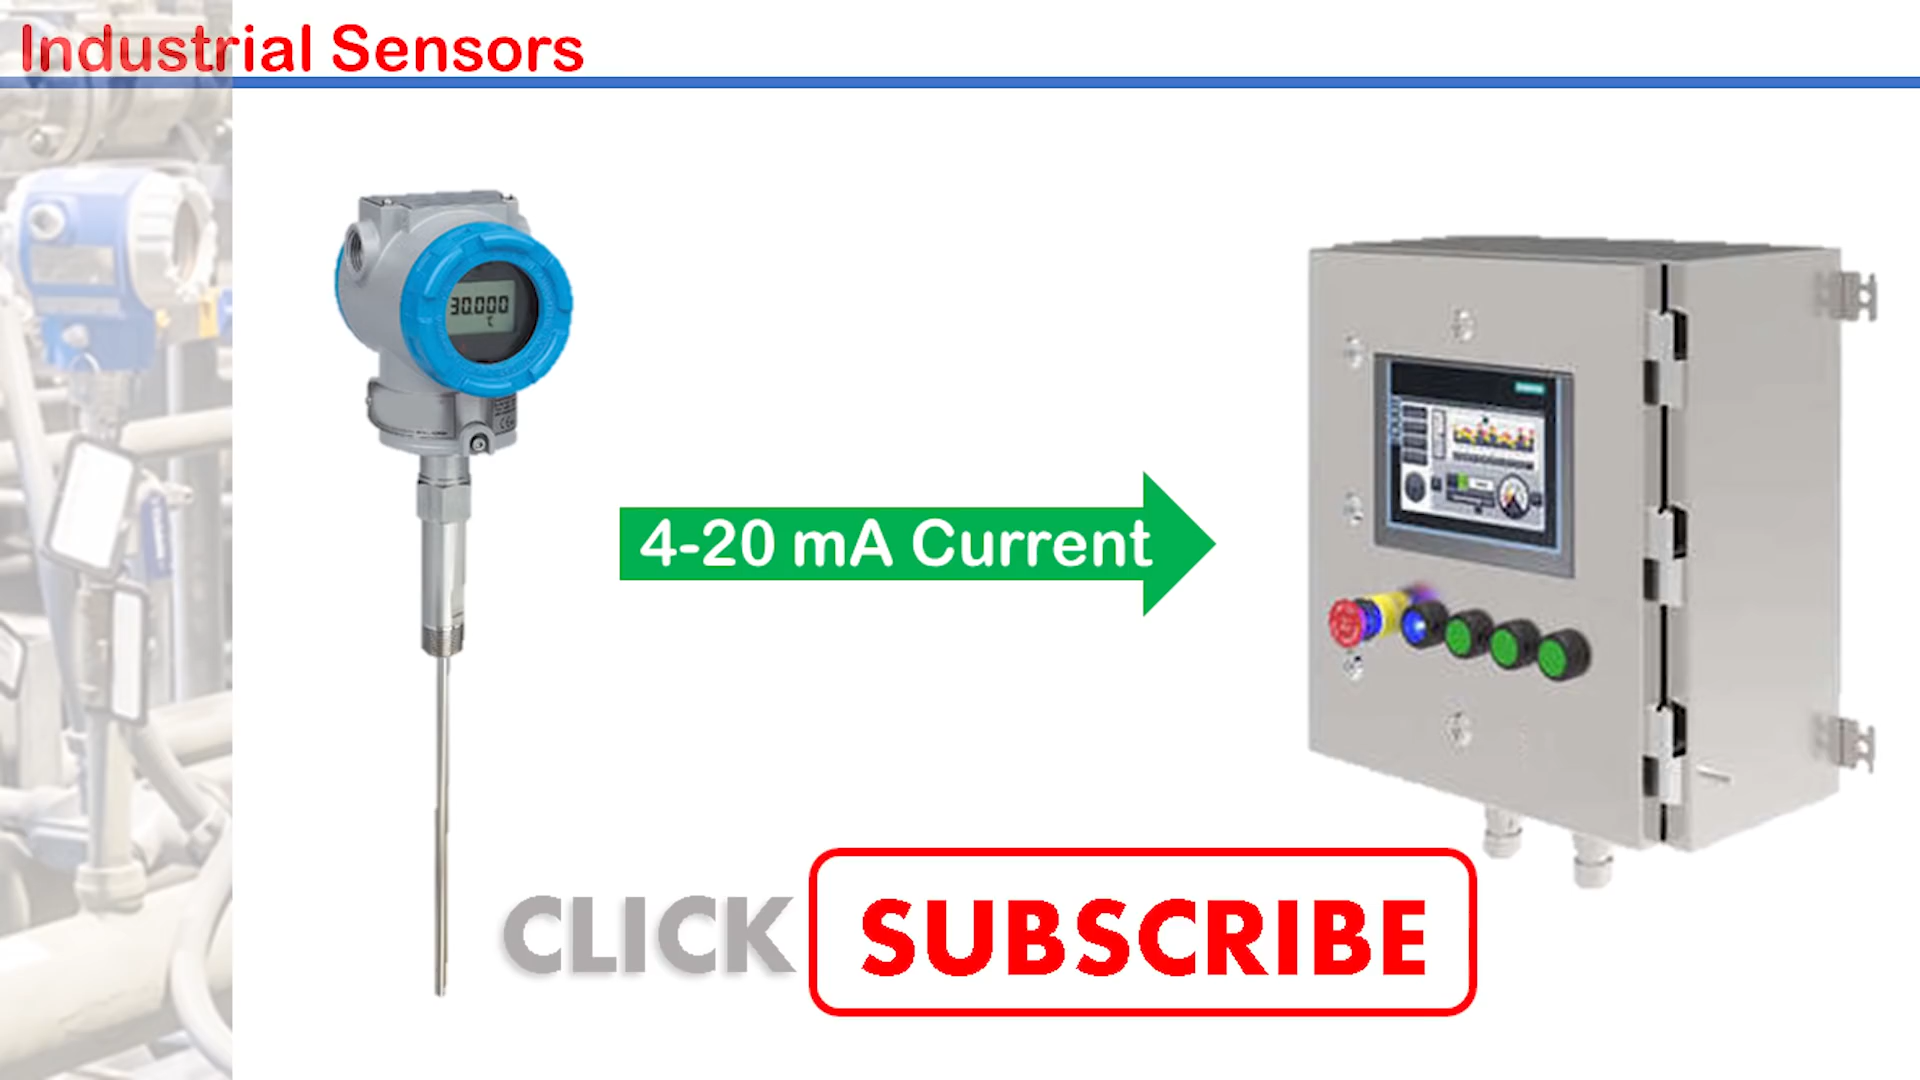 Industrial Sensors
30.000
℃
4-20 mA Current
CLICK SUBSCRIBE